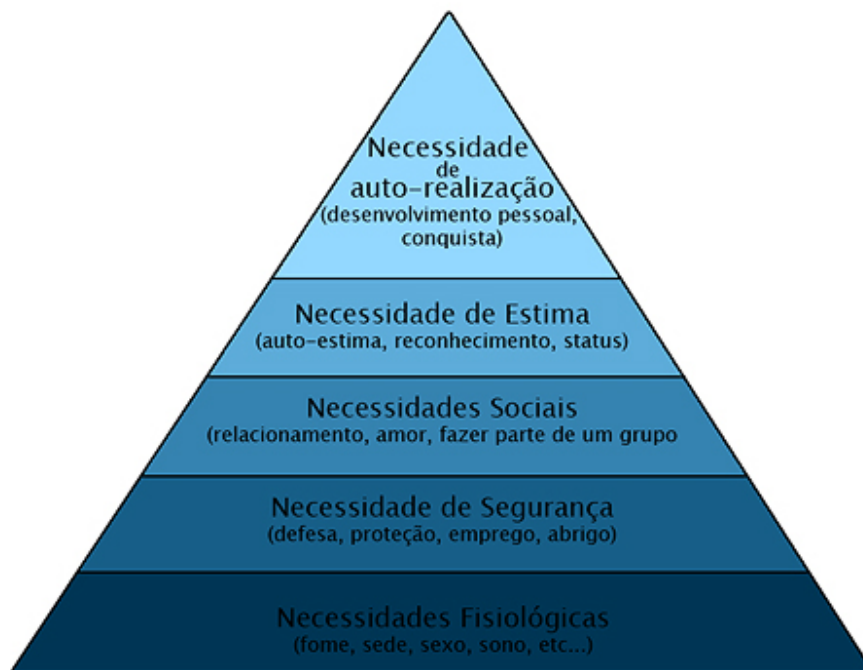 Necessidade
de
auto-realização
(desenvolvimento pessoal,
conquista)
Necessidade de Estima
(auto-estima, reconhecimento, status)
Necessidades Sociais
(relacionamento, amor, fazer parte de um grupo
Necessidade de Segurança
(defesa, proteção, emprego, abrigo)
Necessidades Fisiológicas
(fome, sede, sexo, sono, etc...)